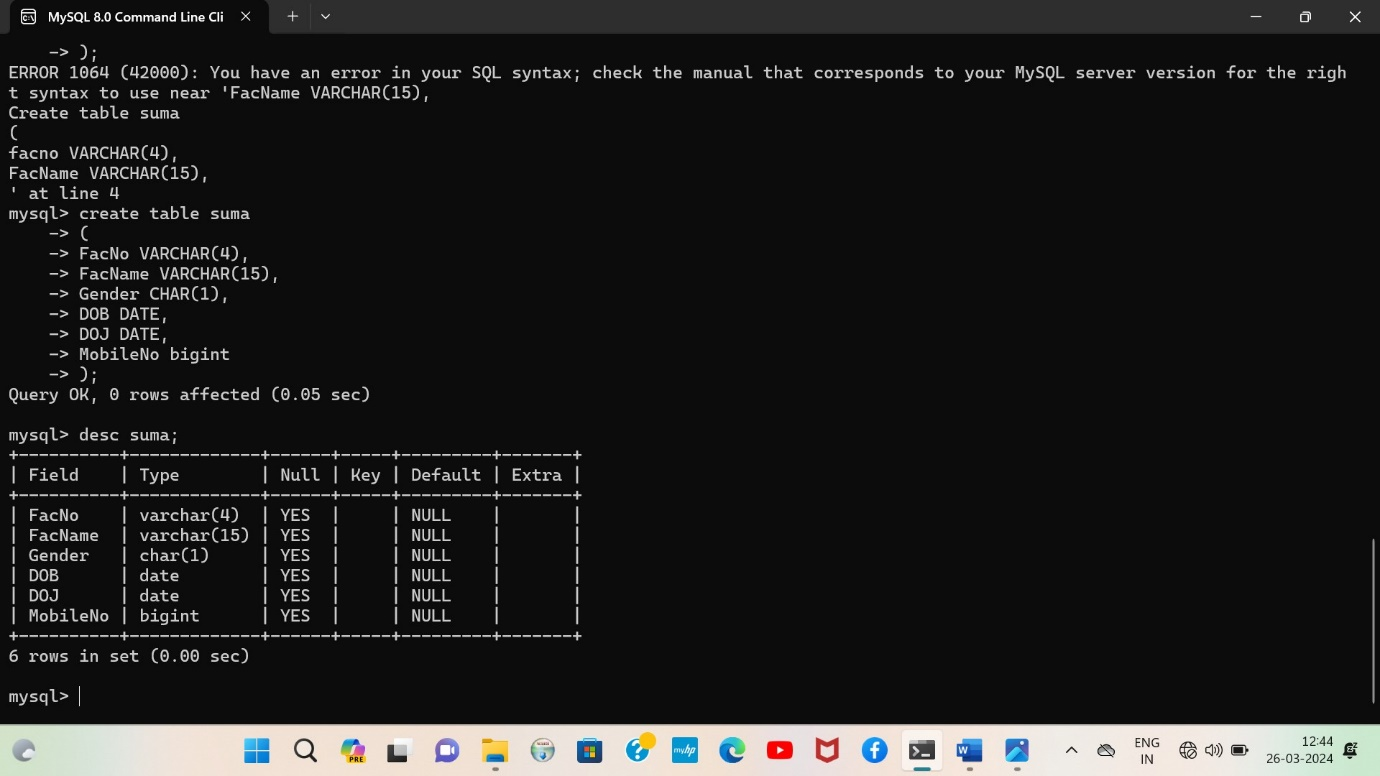 MySQL 8.0 Command Line Cli
    -> );
ERROR 1064 (42000): You have an error in your SQL syntax; check the manual that corresponds to your MySQL server version for the righ
t syntax to use near 'FacName VARCHAR(15),
Create table suma
(
facno VARCHAR(4),
FacName VARCHAR(15),
' at line 4
mysql> create table suma
    -> (
    -> FacNo VARCHAR(4),
    -> FacName VARCHAR(15),
    -> Gender CHAR(1),
    -> DOB DATE,
    -> DOJ DATE,
    -> MobileNo bigint
    -> );
Query OK, 0 rows affected (0.05 sec)
mysql> desc suma;
+----------+-------------+------+-----+---------+-------+
| Field    | Type        | Null | Key | Default | Extra |
+----------+-------------+------+-----+---------+-------+
| FacNo    | varchar(4)  | YES  |     | NULL    |       |
| FacName  | varchar(15) | YES  |     | NULL    |       |
| Gender   | char(1)     | YES  |     | NULL    |       |
| DOB      | date        | YES  |     | NULL    |       |
| DOJ      | date        | YES  |     | NULL    |       |
| MobileNo | bigint      | YES  |     | NULL    |       |
+----------+-------------+------+-----+---------+-------+
6 rows in set (0.00 sec)
mysql>
PRE
myhp
W
ENG
IN
12:44
26-03-2024